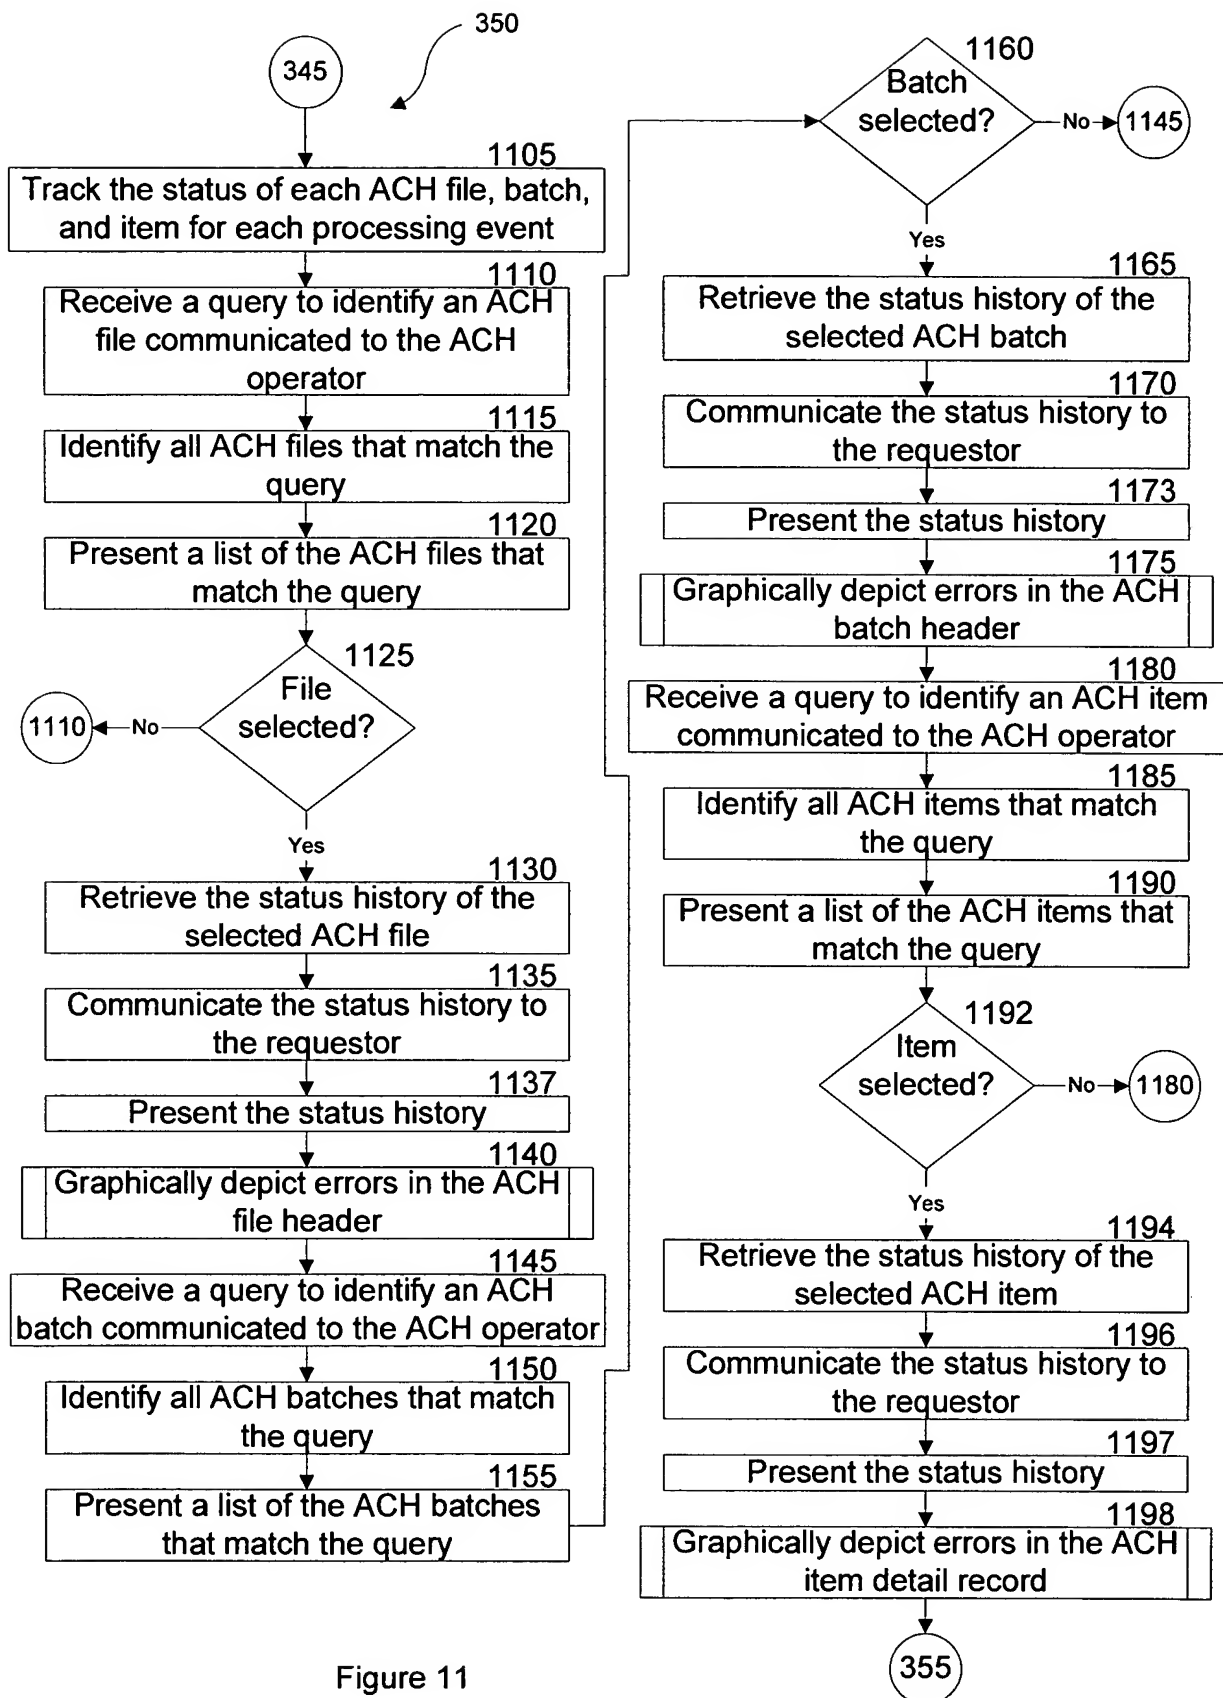 350
345
1105
Track the status of each ACH file, batch,
and item for each processing event
1110
Receive a query to identify an ACH
file communicated to the ACH
operator
1115
Identify all ACH files that match the
query
1120
Present a list of the ACH files that
match the query
1125
File
selected?
No
1110
Yes
1130
Retrieve the status history of the
selected ACH file
1135
Communicate the status history to
the requestor
1137
Present the status history
1140
Graphically depict errors in the ACH
file header
1145
Receive a query to identify an ACH
batch communicated to the ACH operator
1150
Identify all ACH batches that match
the query
1155
Present a list of the ACH batches
that match the query
1160
Batch
selected?
No
1145
Yes
1165
Retrieve the status history of the
selected ACH batch
1170
Communicate the status history to
the requestor
1173
Present the status history
1175
Graphically depict errors in the ACH
batch header
1180
Receive a query to identify an ACH item
communicated to the ACH operator
1185
Identify all ACH items that match
the query
1190
Present a list of the ACH items that
match the query
1192
Item
selected?
No
1180
Yes
1194
Retrieve the status history of the
selected ACH item
1196
Communicate the status history to
the requestor
1197
Present the status history
1198
Graphically depict errors in the ACH
item detail record
355
Figure 11